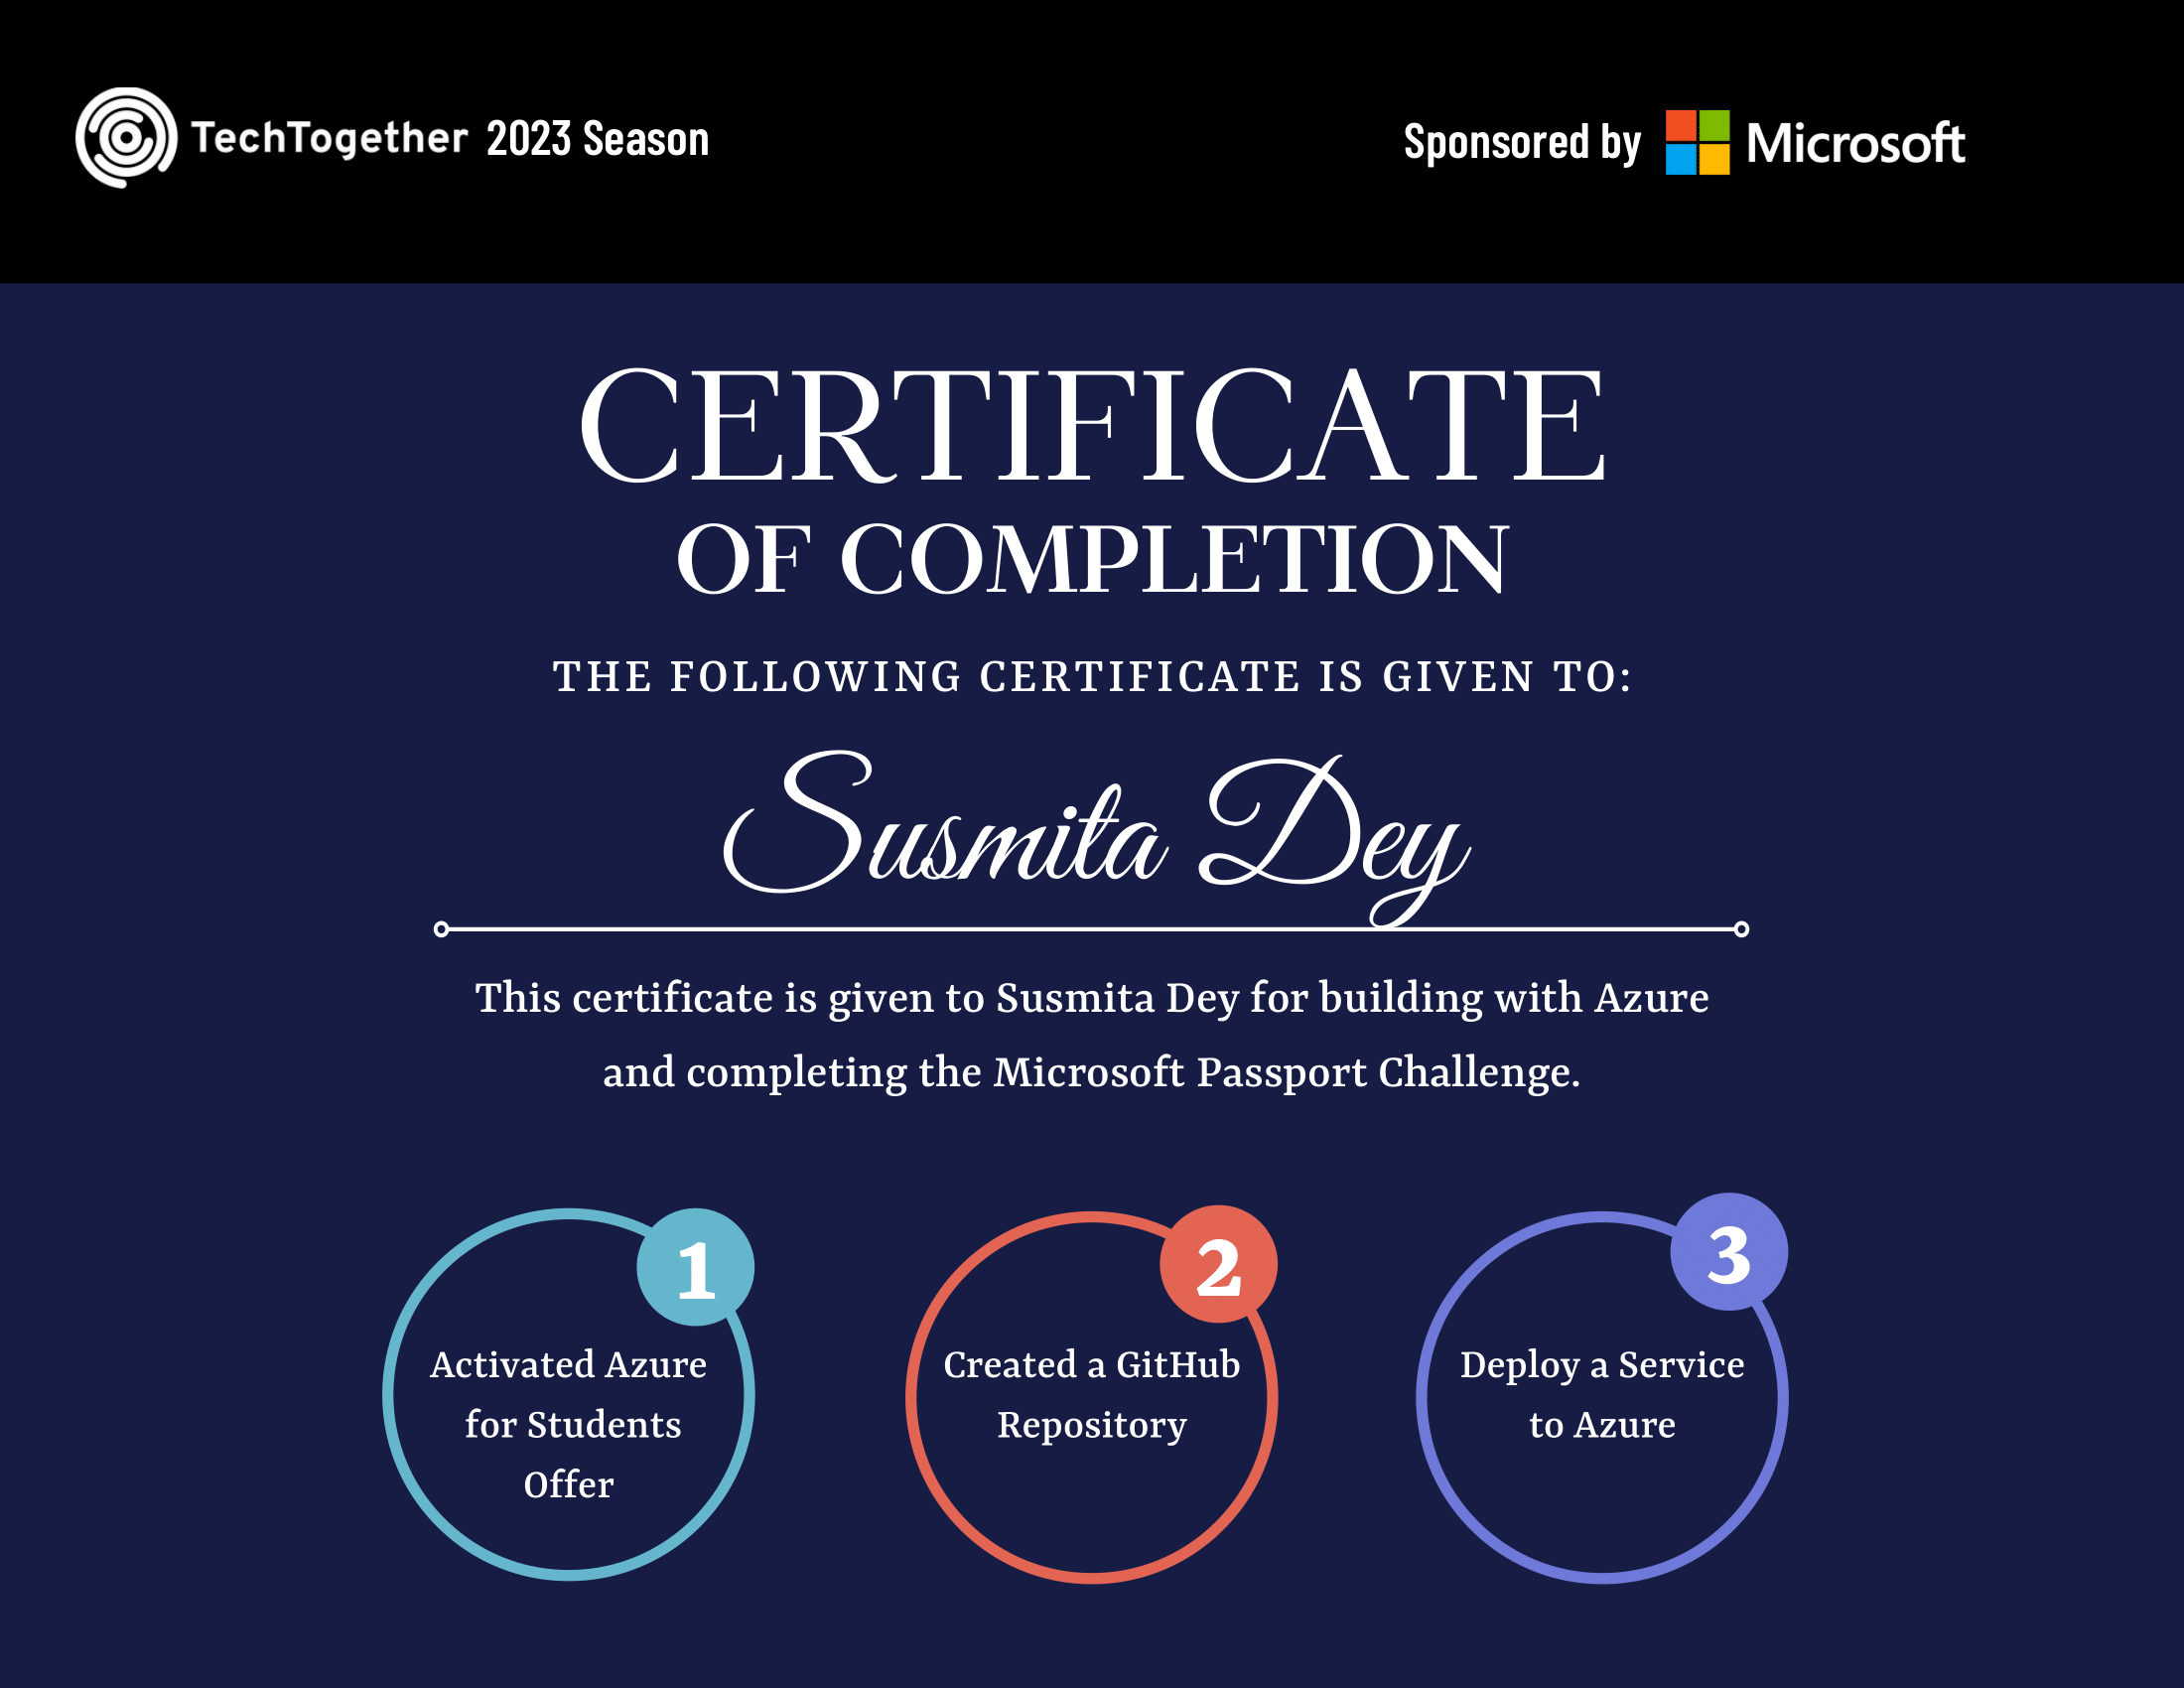 TechTogether 2023 Season
Sponsored by Microsoft
CERTIFICATE
OF COMPLETION
THE FOLLOWING CERTIFICATE IS GIVEN TO:
Susmita Dey
This certificate is given to Susmita Dey for building with Azure
and completing the Microsoft Passport Challenge.
1
Activated Azure
for Students
Offer
2
Created a GitHub
Repository
3
Deploy a Service
to Azure